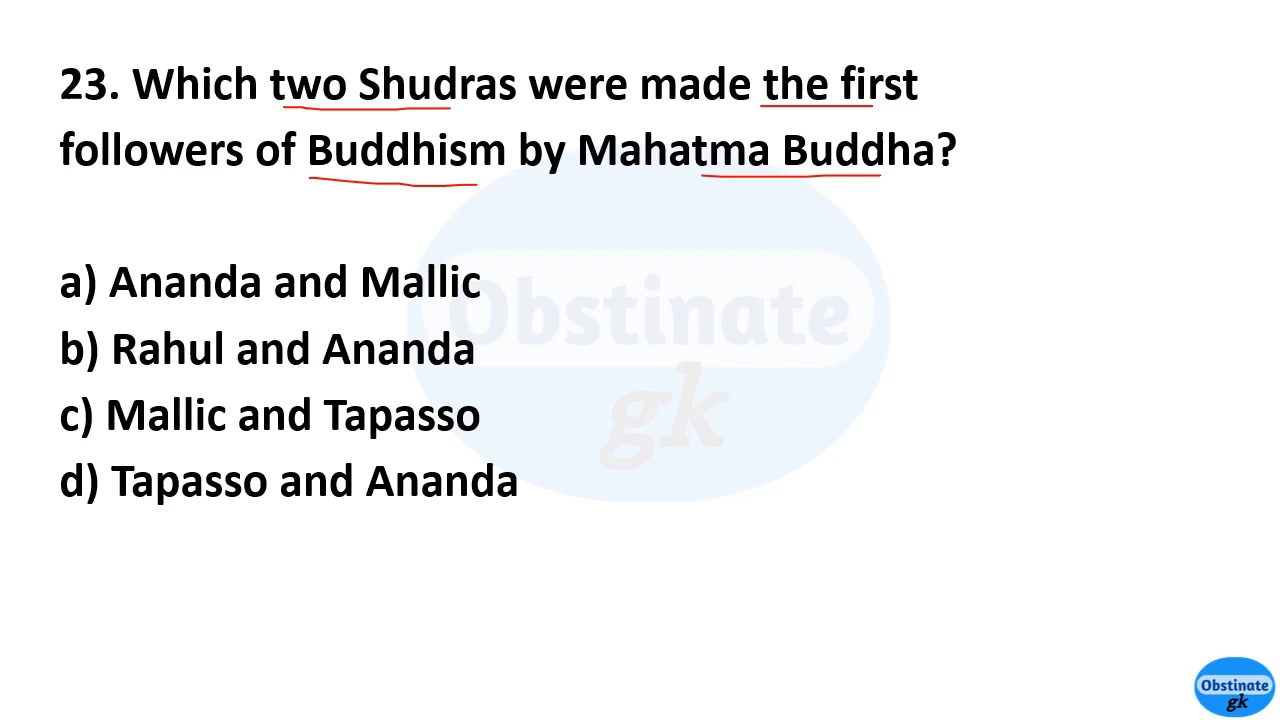 23. Which two Shudras were made the first
followers of Buddhism by Mahatma Buddha?
a) Ananda and Mallic
b) Rahul and Ananda
c) Mallic and Tapasso
d) Tapasso and Ananda
Obstinate
gk
Obstinate
gk